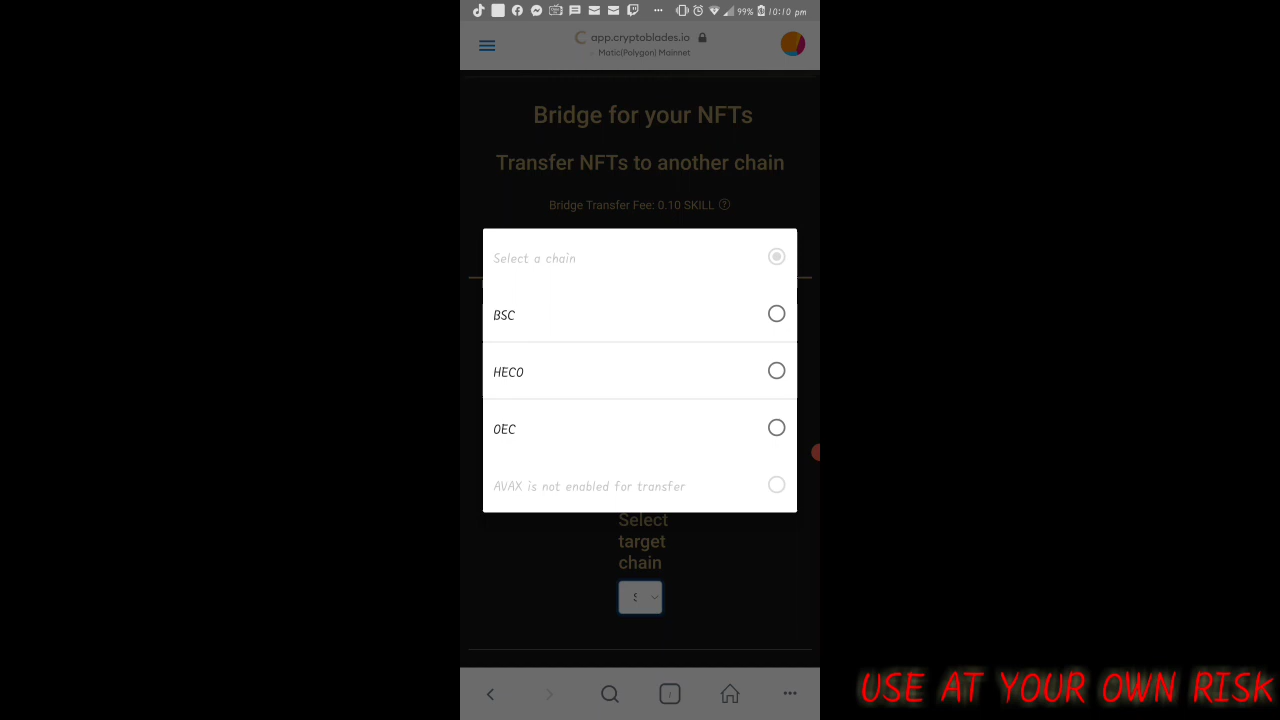 99% 10:10 pm
app.cryptoblades.io
Matic(Polygon) Mainnet
Bridge for your NFTs
Transfer NFTs to another chain
Bridge Transfer Fee: 0.10 SKILL ?
Select a chain
BSC
HECO
OEC
AVAX is not enabled for transfer
Select
target
chain
S
USE AT YOUR OWN RISK